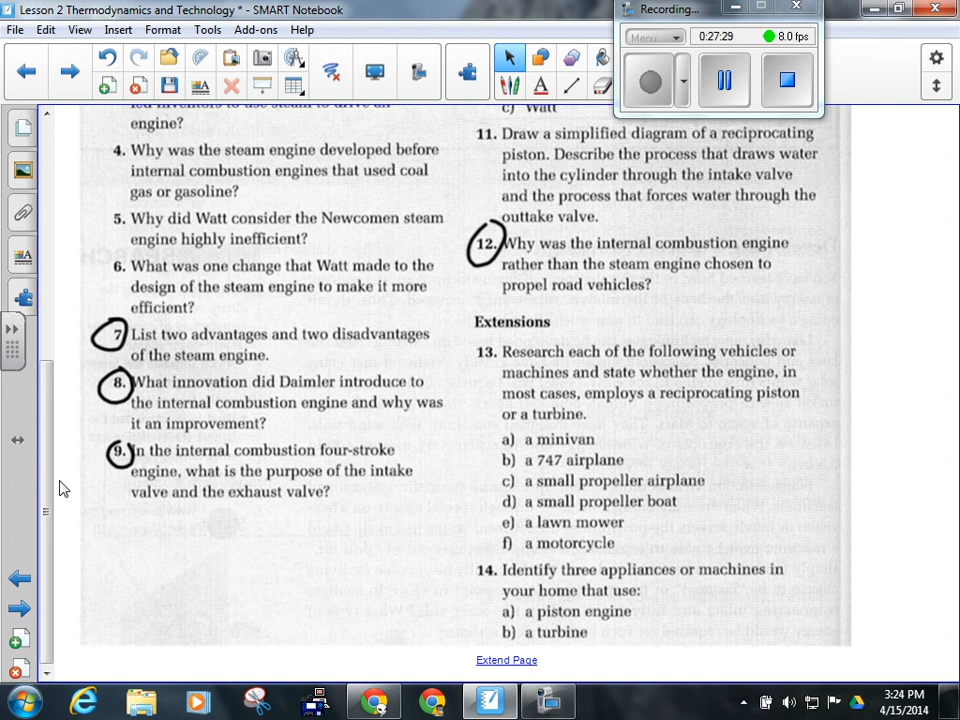 Lesson 2 Thermodynamics and Technology * - SMART Notebook
Recording...
File Edit View Insert Format Tools Add-ons Help
Menu
0:27:29
8.0 fps
led inventors to use steam to drive an
engine?
4. Why was the steam engine developed before
internal combustion engines that used coal
gas or gasoline?
5. Why did Watt consider the Newcomen steam
engine highly inefficient?
6. What was one change that Watt made to the
design of the steam engine to make it more
efficient?
7. List two advantages and two disadvantages
of the steam engine.
8. What innovation did Daimler introduce to
the internal combustion engine and why was
it an improvement?
9. In the internal combustion four-stroke
engine, what is the purpose of the intake
valve and the exhaust valve?
c) Watt
11. Draw a simplified diagram of a reciprocating
piston. Describe the process that draws water
into the cylinder through the intake valve
and the process that forces water through the
outtake valve.
12. Why was the internal combustion engine
rather than the steam engine chosen to
propel road vehicles?
Extensions
13. Research each of the following vehicles or
machines and state whether the engine, in
most cases, employs a reciprocating piston
or a turbine.
a) a minivan
b) a 747 airplane
c) a small propeller airplane
d) a small propeller boat
e) a lawn mower
f) a motorcycle
14. Identify three appliances or machines in
your home that use:
a) a piston engine
b) a turbine
Extend Page
3:24 PM
4/15/2014